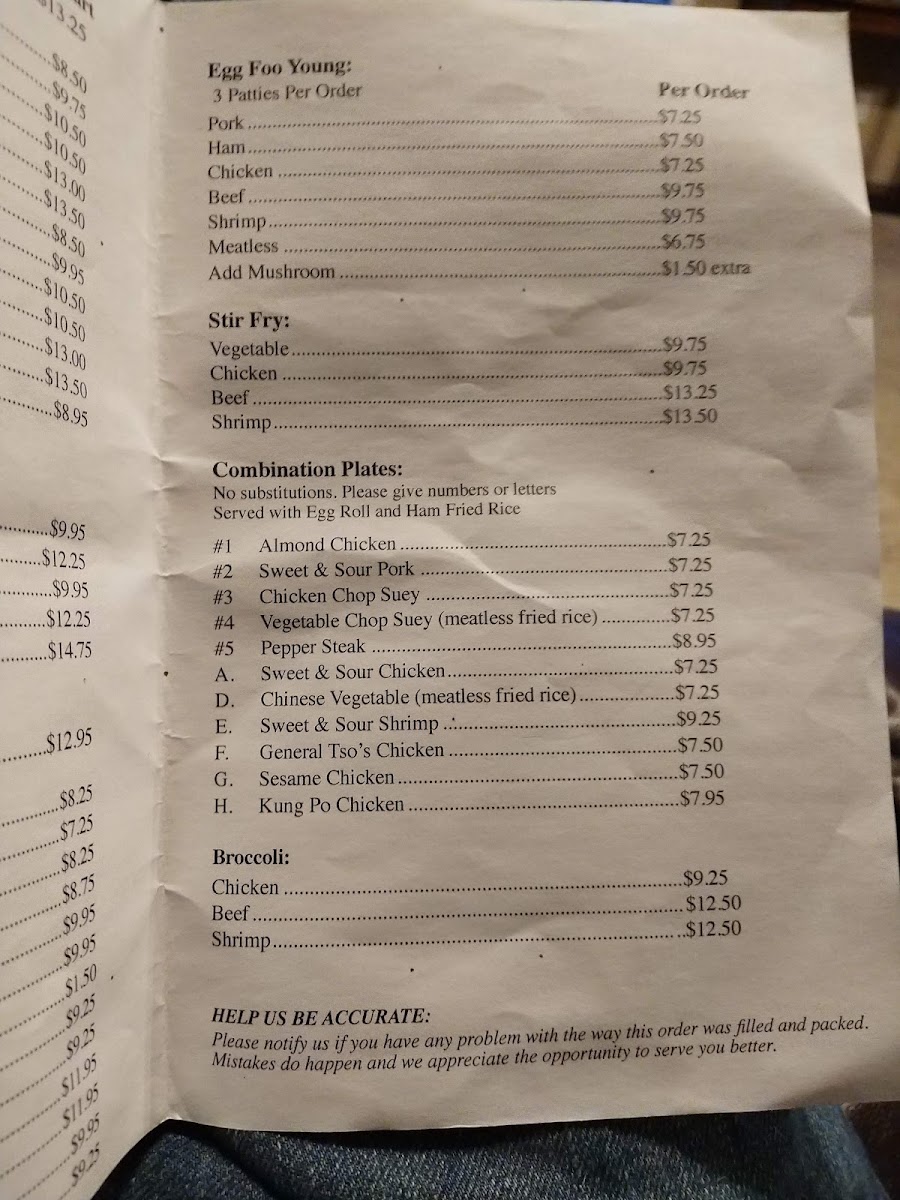 $13.25
$8.50
$9.75
$10.50
$10.50
$13.00
$13.50
$8.50
$9.95
$10.50
$10.50
$13.00
$13.50
$8.95
$9.95
$12.25
$9.95
$12.25
$14.75
$12.95
$8.25
$7.25
$8.25
$8.75
$9.95
$9.95
$1.50
$9.25
$9.25
$11.95
$11.95
$9.95
$9.25
Egg Foo Young:
3 Patties Per Order Per Order
Pork $7.25
Ham $7.50
Chicken $7.25
Beef $9.75
Shrimp $9.75
Meatless $6.75
Add Mushroom $1.50 extra
Stir Fry:
Vegetable $9.75
Chicken $9.75
Beef $13.25
Shrimp $13.50
Combination Plates:
No substitutions. Please give numbers or letters
Served with Egg Roll and Ham Fried Rice
#1 Almond Chicken $7.25
#2 Sweet & Sour Pork $7.25
#3 Chicken Chop Suey $7.25
#4 Vegetable Chop Suey (meatless fried rice) $7.25
#5 Pepper Steak $8.95
A. Sweet & Sour Chicken $7.25
D. Chinese Vegetable (meatless fried rice) $7.25
E. Sweet & Sour Shrimp $9.25
F. General Tso's Chicken $7.50
G. Sesame Chicken $7.50
H. Kung Po Chicken $7.95
Broccoli:
Chicken $9.25
Beef $12.50
Shrimp $12.50
HELP US BE ACCURATE:
Please notify us if you have any problem with the way this order was filled and packed.
Mistakes do happen and we appreciate the opportunity to serve you better.